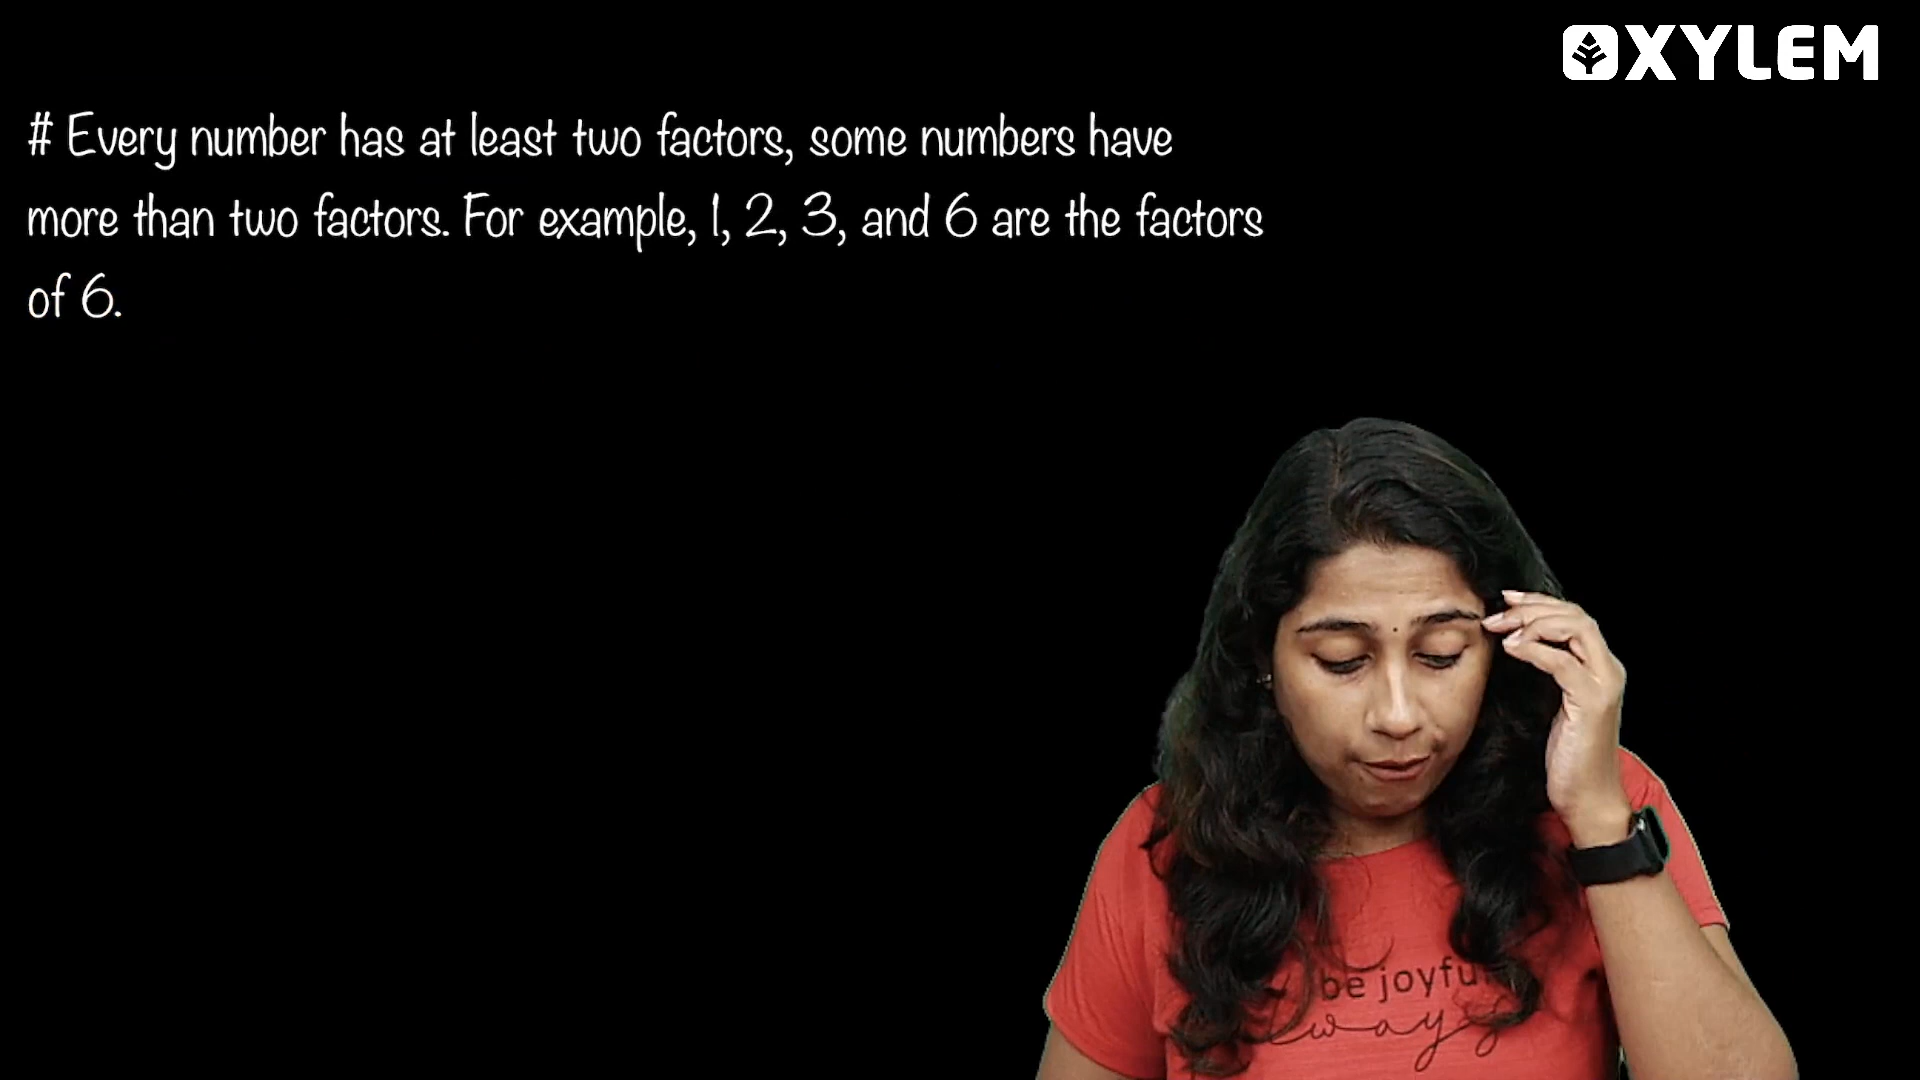 XYLEM
# Every number has at least two factors, some numbers have
more than two factors. For example, 1, 2, 3, and 6 are the factors
of 6.
be joyful